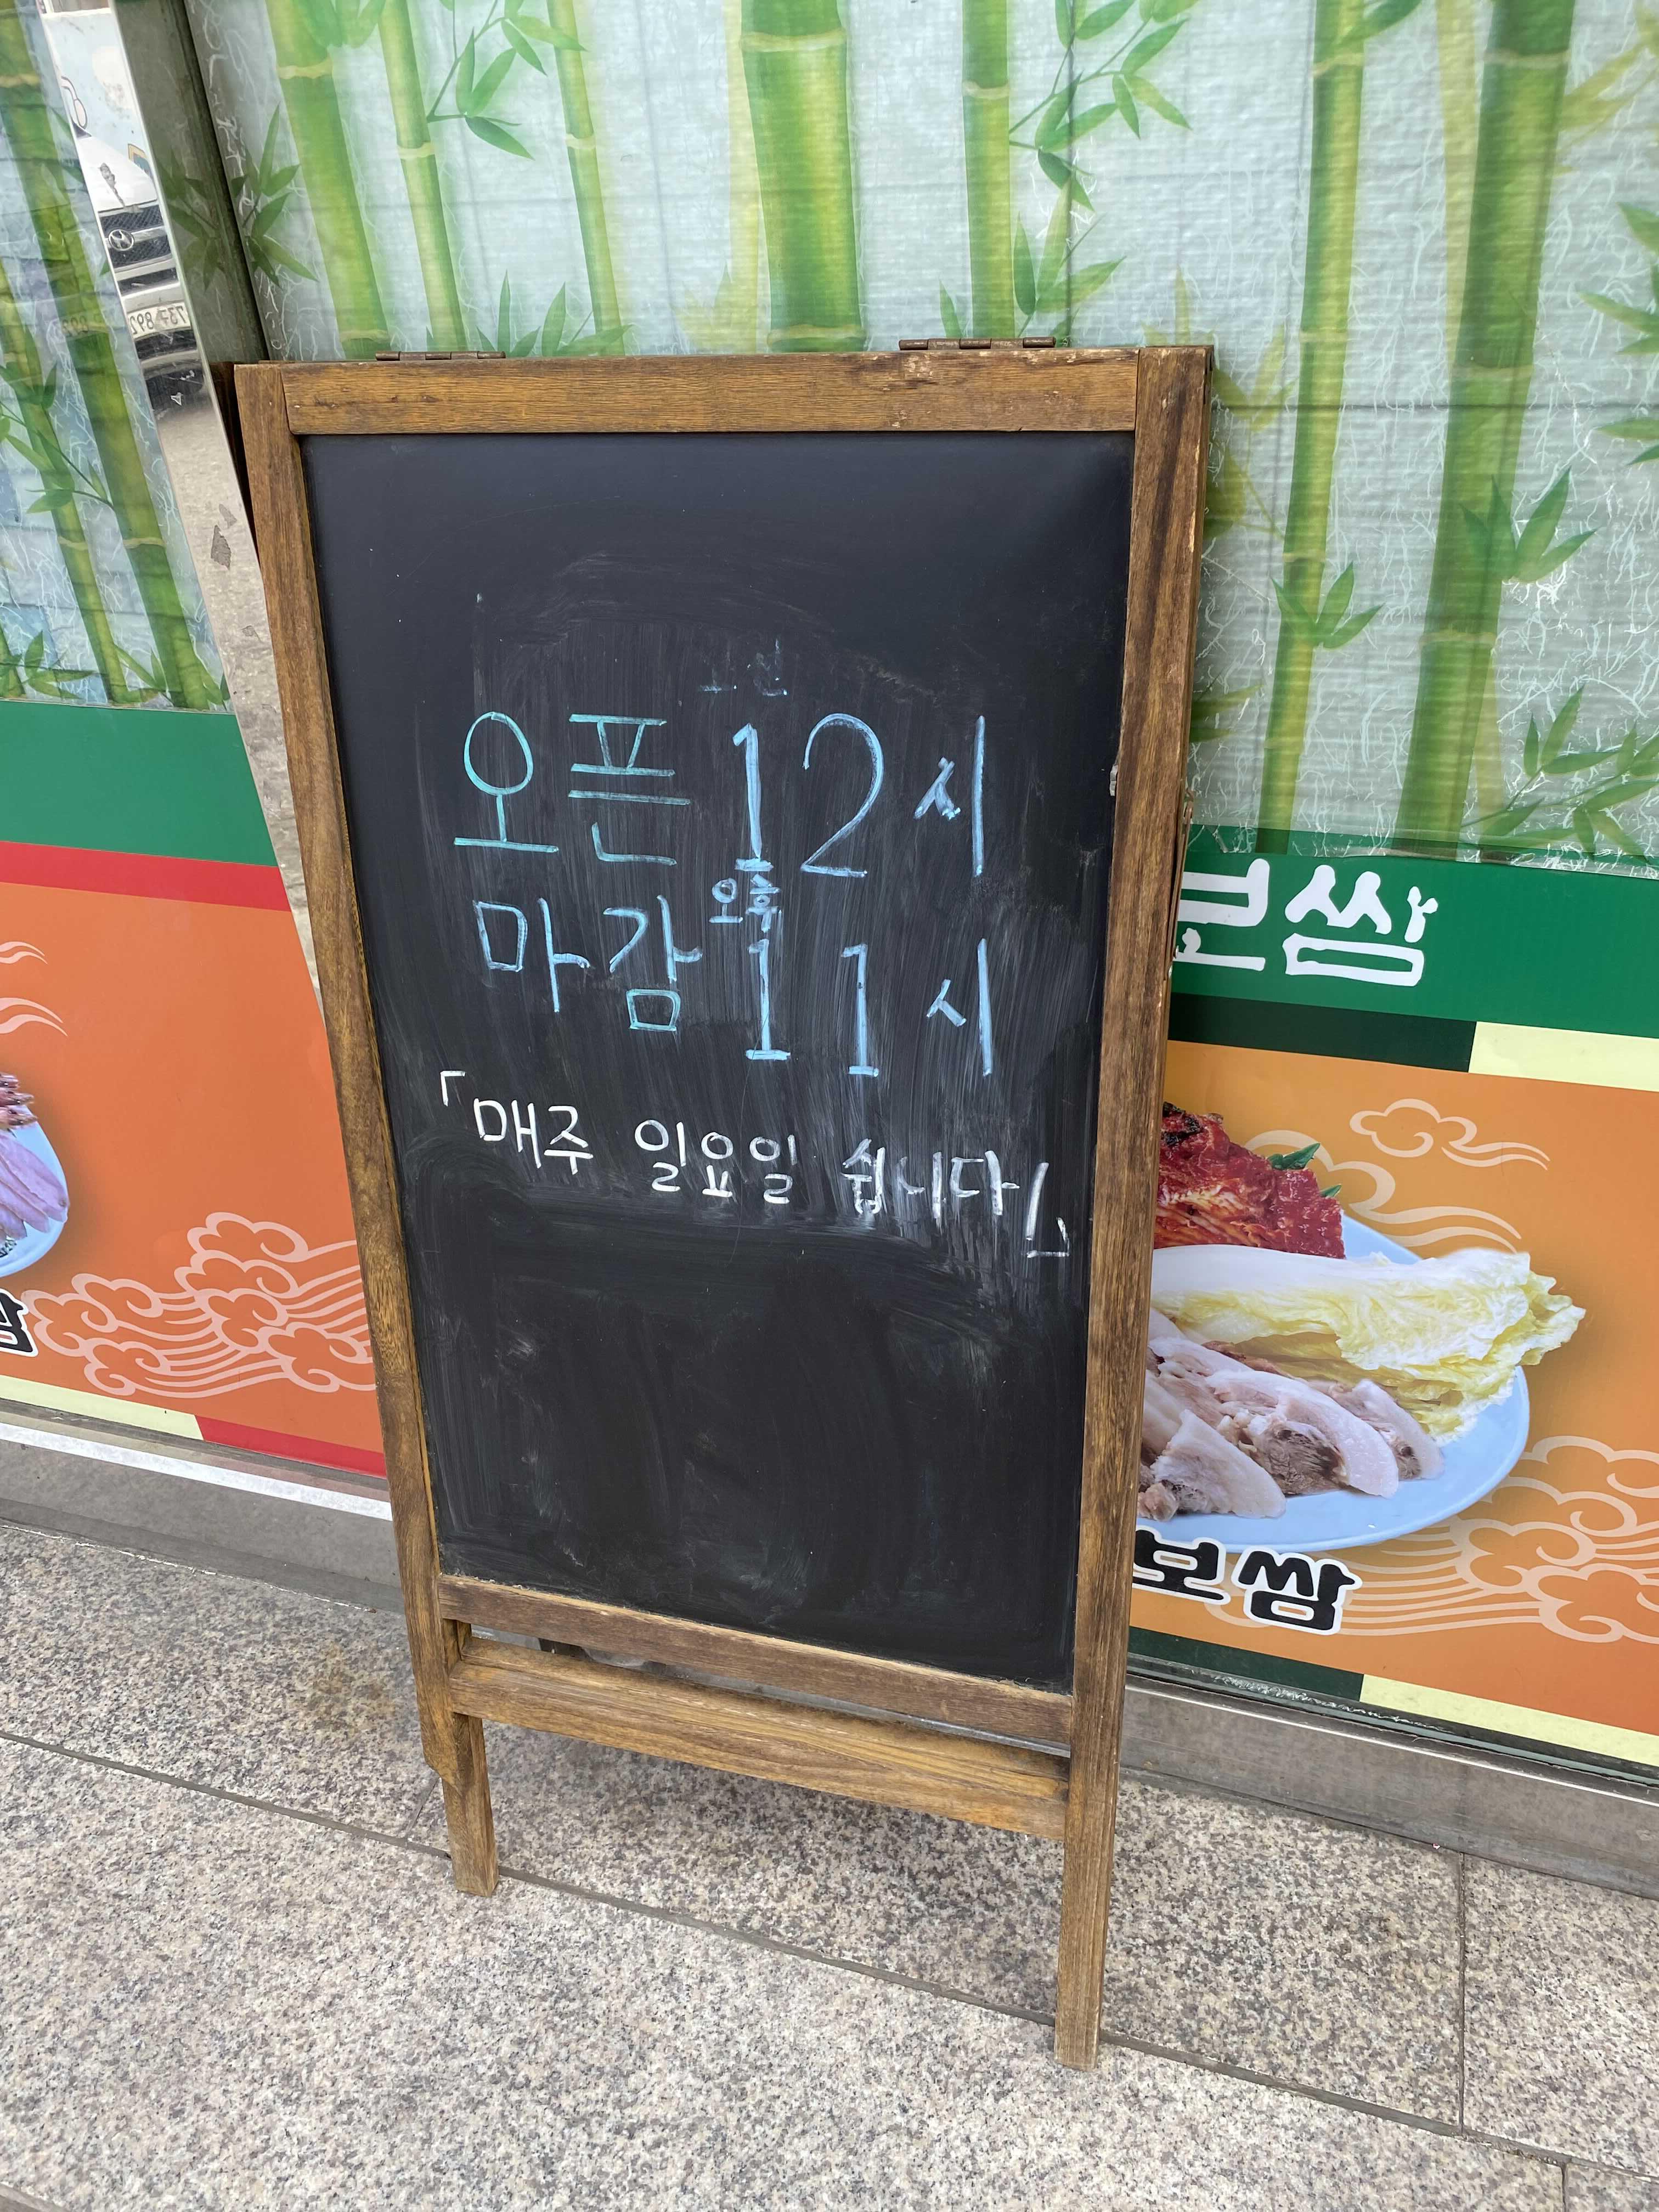 오픈 12시
오후
마감 11시
「매주 일요일 쉽니다」
보쌈
보쌈